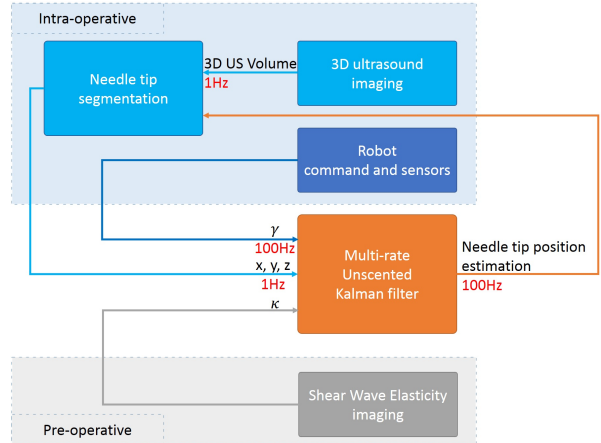 Intra-operative
Needle tip
segmentation
3D US Volume
1Hz
3D ultrasound
imaging
Robot
command and sensors
γ
100Hz
x, y, z
1Hz
κ
Multi-rate
Unscented
Kalman filter
Needle tip position
estimation
100Hz
Shear Wave Elasticity
imaging
Pre-operative